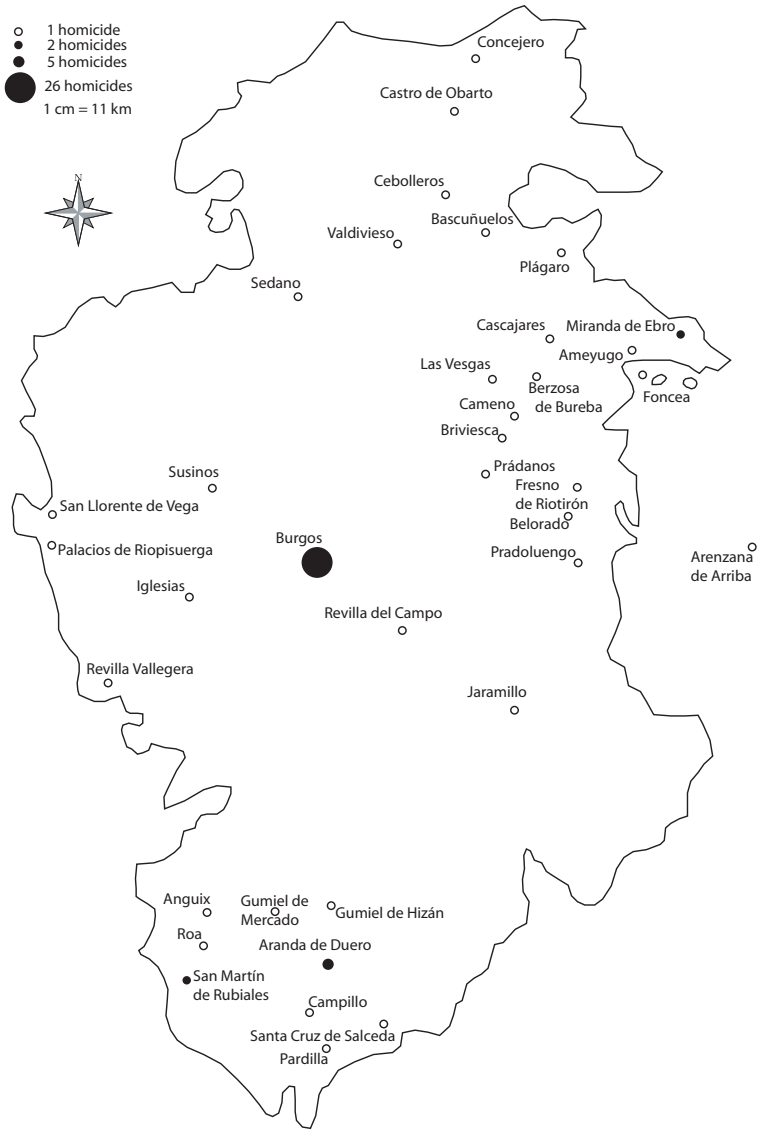 1 homicide
2 homicides
5 homicides
26 homicides
1 cm = 11 km
N
Concejero
Castro de Obarto
Cebolleros
Bascuñuelos
Valdivieso
Plágaro
Sedano
Cascajares
Miranda de Ebro
Ameyugo
Las Vesgas
Berzosa
de Bureba
Foncea
Cameno
Briviesca
Prádanos
Susinos
Fresno
de Riotirón
San Llorente de Vega
Belorado
Burgos
Palacios de Riopisuerga
Pradoluengo
Arenzana
de Arriba
Iglesias
Revilla del Campo
Revilla Vallegera
Jaramillo
Anguix
Gumiel de
Mercado
Gumiel de Hizán
Roa
Aranda de Duero
San Martín
de Rubiales
Campillo
Santa Cruz de Salceda
Pardilla